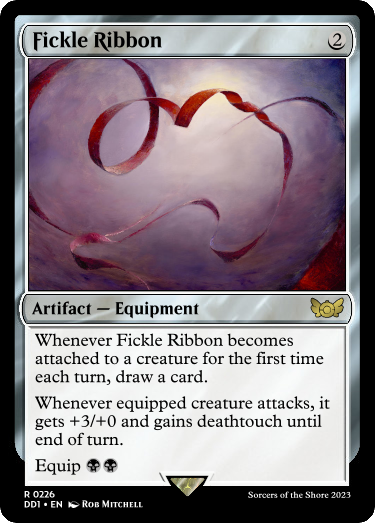 Fickle Ribbon 2
Artifact — Equipment
Whenever Fickle Ribbon becomes
attached to a creature for the first time
each turn, draw a card.
Whenever equipped creature attacks, it
gets +3/+0 and gains deathtouch until
end of turn.
Equip
R 0226
DD1 • EN Rob Mitchell
Sorcers of the Shore 2023